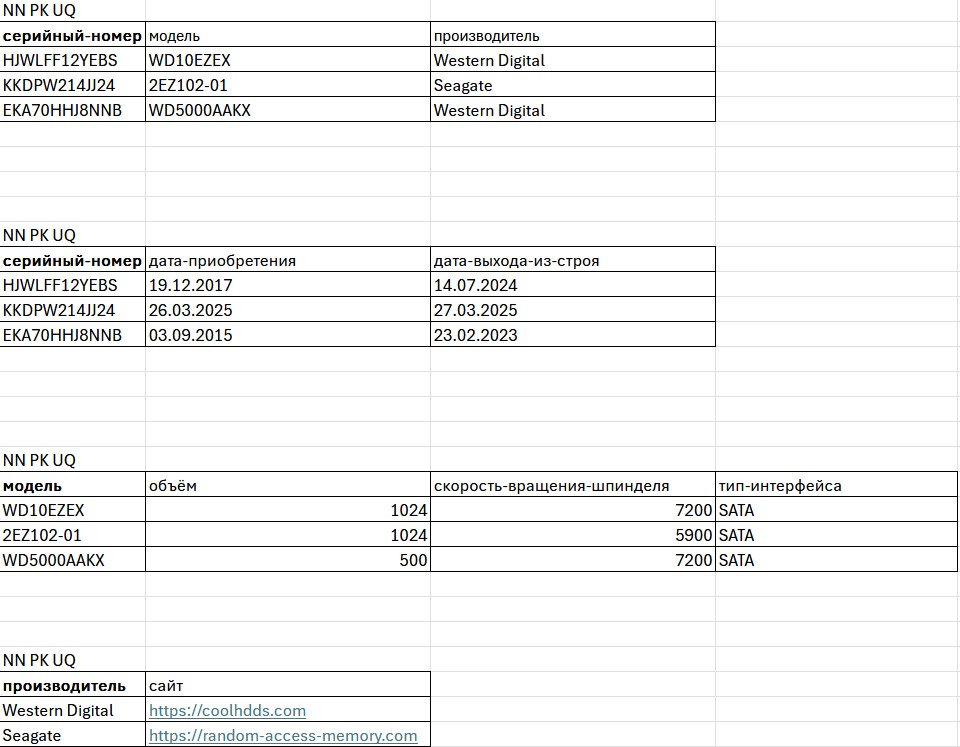 NN PK UQ
серийный-номер модель производитель
HJWLFF12YEBS WD10EZEX Western Digital
KKDPW214JJ24 2EZ102-01 Seagate
EKA70HHJ8NNB WD5000AAKX Western Digital
NN PK UQ
серийный-номер дата-приобретения дата-выхода-из-строя
HJWLFF12YEBS 19.12.2017 14.07.2024
KKDPW214JJ24 26.03.2025 27.03.2025
EKA70HHJ8NNB 03.09.2015 23.02.2023
NN PK UQ
модель объём скорость-вращения-шпинделя тип-интерфейса
WD10EZEX 1024 7200 SATA
2EZ102-01 1024 5900 SATA
WD5000AAKX 500 7200 SATA
NN PK UQ
производитель сайт
Western Digital https://coolhdds.com
Seagate https://random-access-memory.com